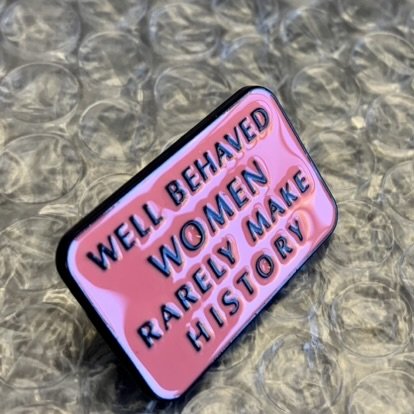 WELL BEHAVED
WOMEN
RARELY MAKE
HISTORY